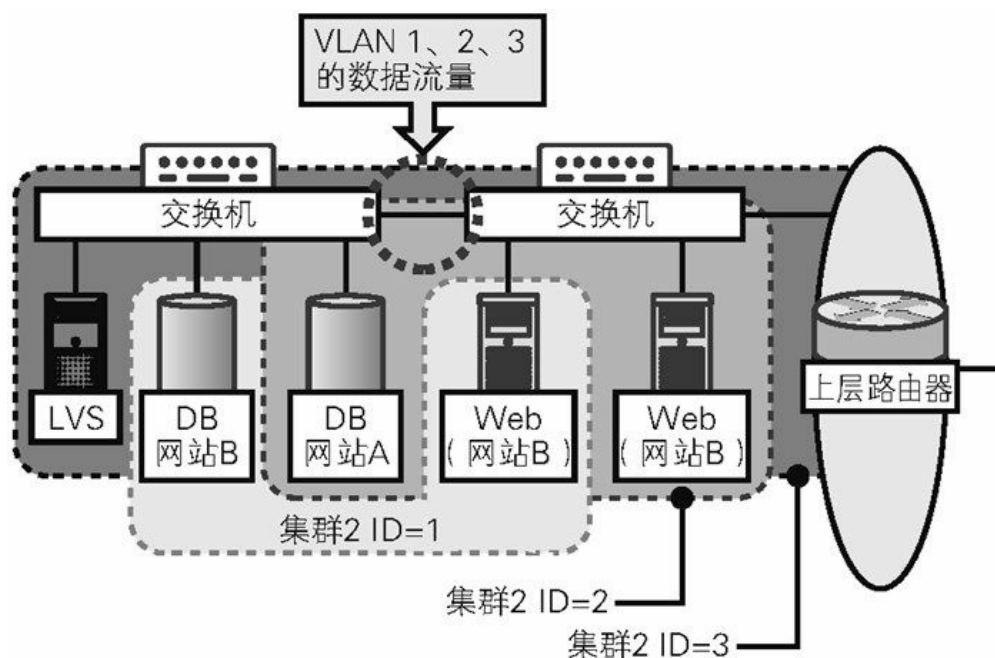 VLAN 1、2、3
的数据流量
交换机
交换机
LVS
DB
网站B
DB
网站A
Web
(网站B)
Web
(网站B)
上层路由器
集群2 ID=1
集群2 ID=2
集群2 ID=3